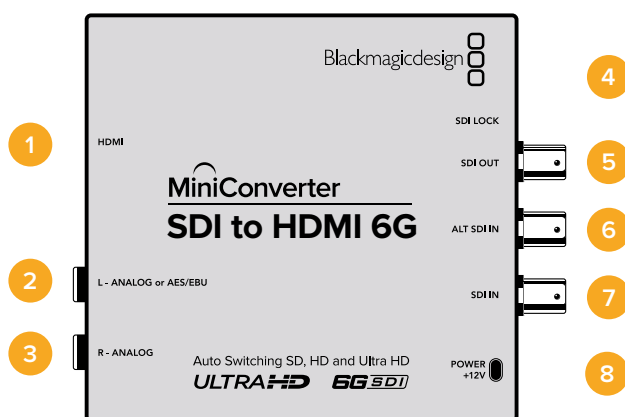 Blackmagicdesign
4
SDI LOCK
1
HDMI
SDI OUT
5
MiniConverter
SDI to HDMI 6G
ALT SDI IN
6
2
L - ANALOG or AES/EBU
SDI IN
7
3
R - ANALOG
Auto Switching SD, HD and Ultra HD
ULTRAHD 6G SDI
POWER
+12V
8